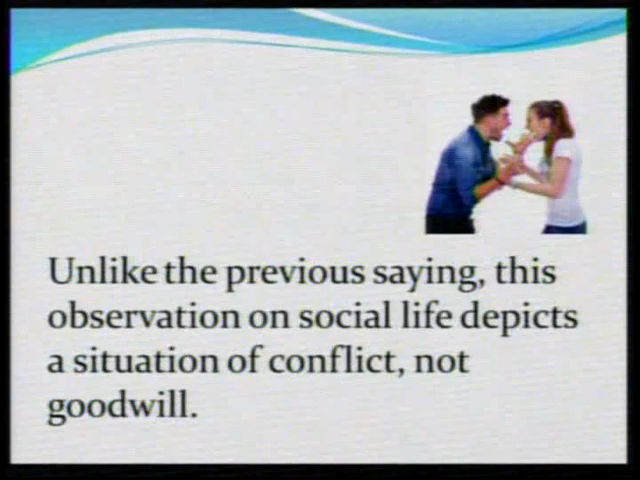 Unlike the previous saying, this
observation on social life depicts
a situation of conflict, not
goodwill.